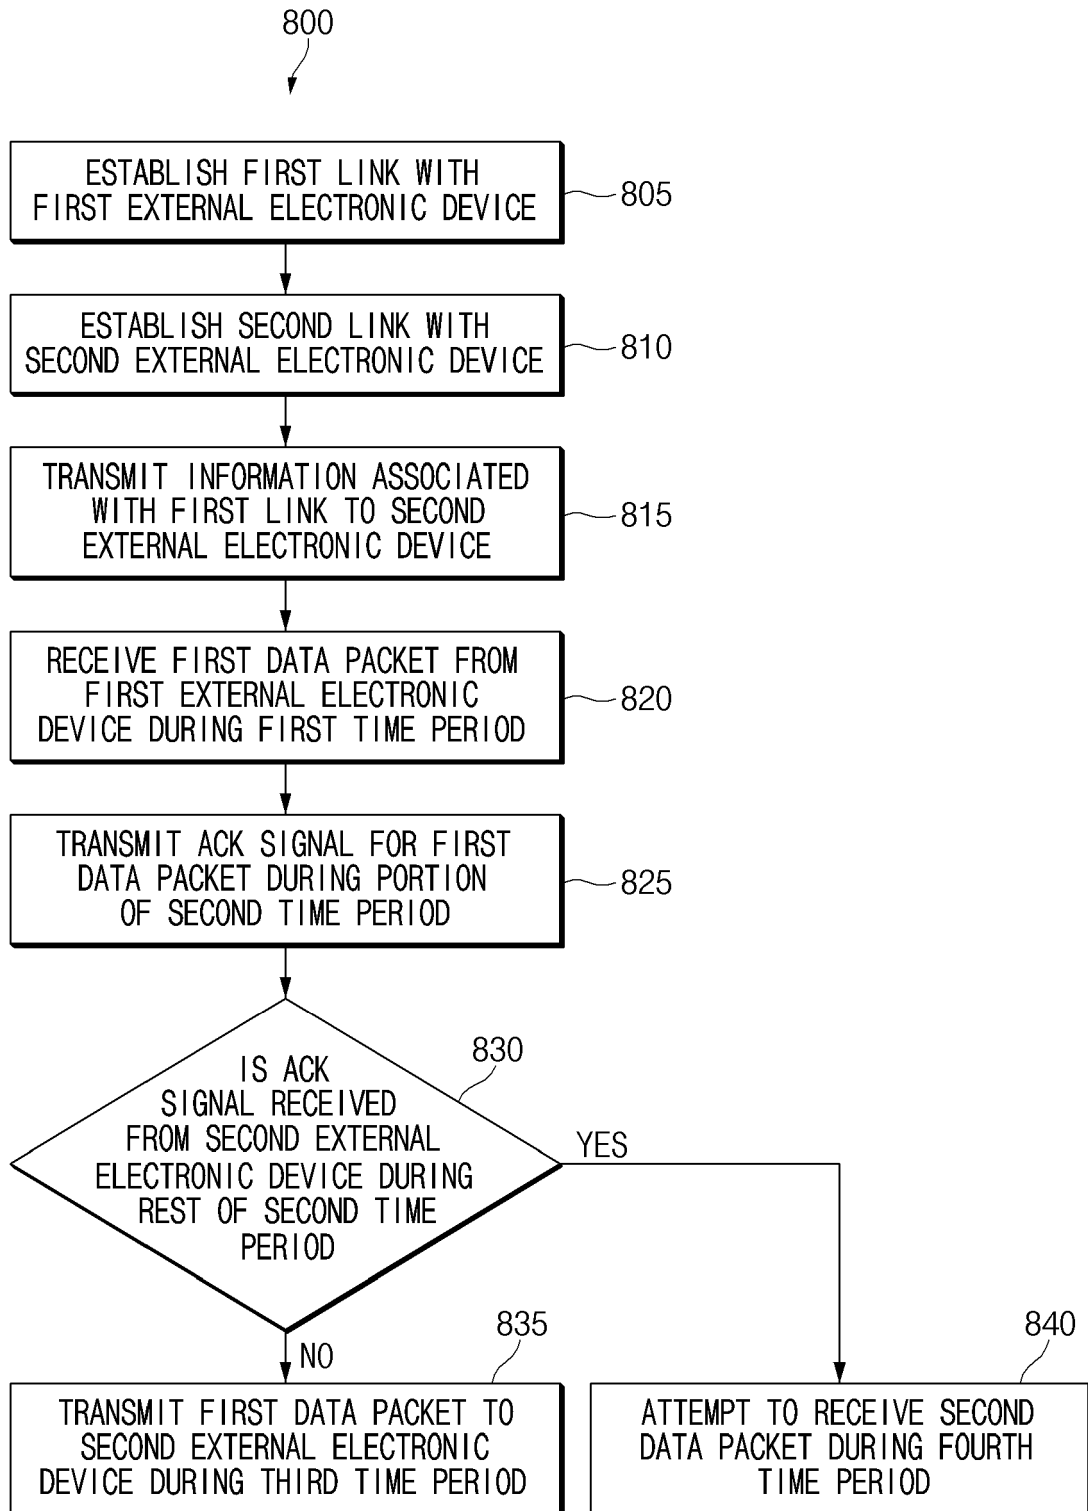 800
ESTABLISH FIRST LINK WITH
FIRST EXTERNAL ELECTRONIC DEVICE
805
ESTABLISH SECOND LINK WITH
SECOND EXTERNAL ELECTRONIC DEVICE
810
TRANSMIT INFORMATION ASSOCIATED
WITH FIRST LINK TO SECOND
EXTERNAL ELECTRONIC DEVICE
815
RECEIVE FIRST DATA PACKET FROM
FIRST EXTERNAL ELECTRONIC
DEVICE DURING FIRST TIME PERIOD
820
TRANSMIT ACK SIGNAL FOR FIRST
DATA PACKET DURING PORTION
OF SECOND TIME PERIOD
825
IS ACK
SIGNAL RECEIVED
FROM SECOND EXTERNAL
ELECTRONIC DEVICE DURING
REST OF SECOND TIME
PERIOD
830
YES
NO
835
TRANSMIT FIRST DATA PACKET TO
SECOND EXTERNAL ELECTRONIC
DEVICE DURING THIRD TIME PERIOD
840
ATTEMPT TO RECEIVE SECOND
DATA PACKET DURING FOURTH
TIME PERIOD